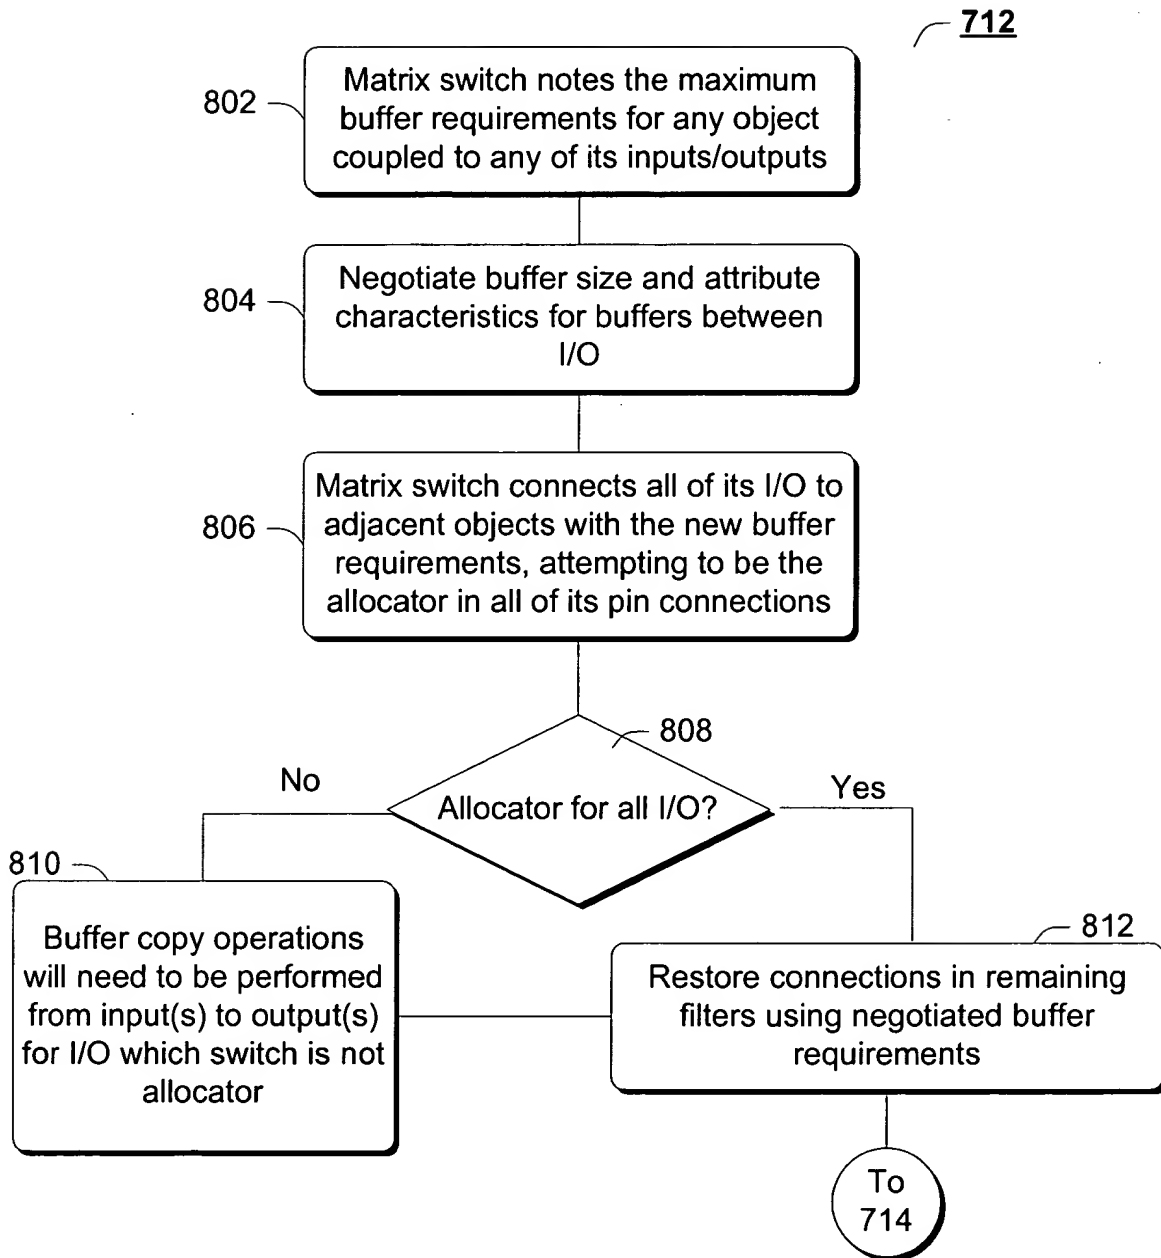 712
802
Matrix switch notes the maximum
buffer requirements for any object
coupled to any of its inputs/outputs
804
Negotiate buffer size and attribute
characteristics for buffers between
I/O
806
Matrix switch connects all of its I/O to
adjacent objects with the new buffer
requirements, attempting to be the
allocator in all of its pin connections
808
No
Allocator for all I/O?
Yes
810
Buffer copy operations
will need to be performed
from input(s) to output(s)
for I/O which switch is not
allocator
812
Restore connections in remaining
filters using negotiated buffer
requirements
To
714